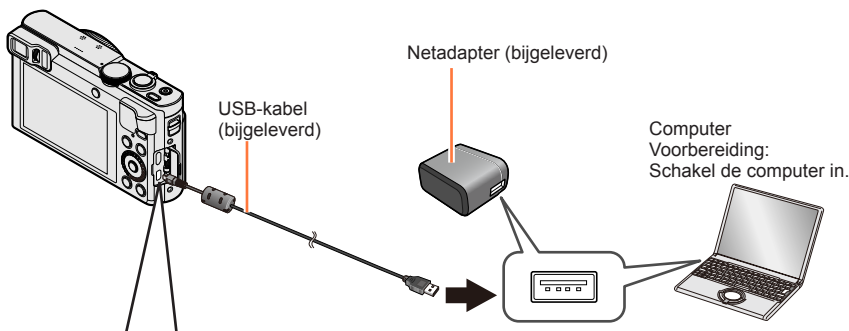 Netadapter (bijgeleverd)
USB-kabel
(bijgeleverd)
Computer
Voorbereiding:
Schakel de computer in.